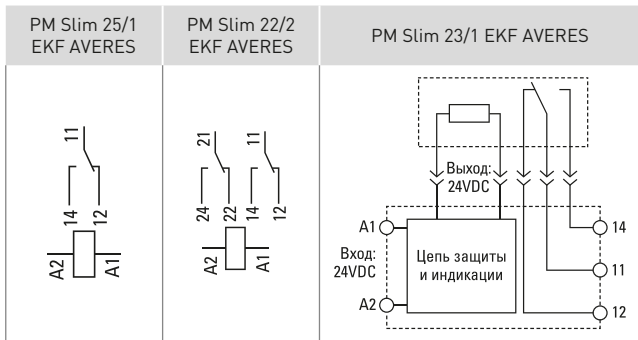 PM Slim 25/1
EKF AVERES
PM Slim 22/2
EKF AVERES
PM Slim 23/1 EKF AVERES
11
14
12
A2
A1
21
11
24
22
14
12
A2
A1
Выход:
24VDC
A1
Вход:
24VDC
A2
Цепь защиты
и индикации
14
11
12